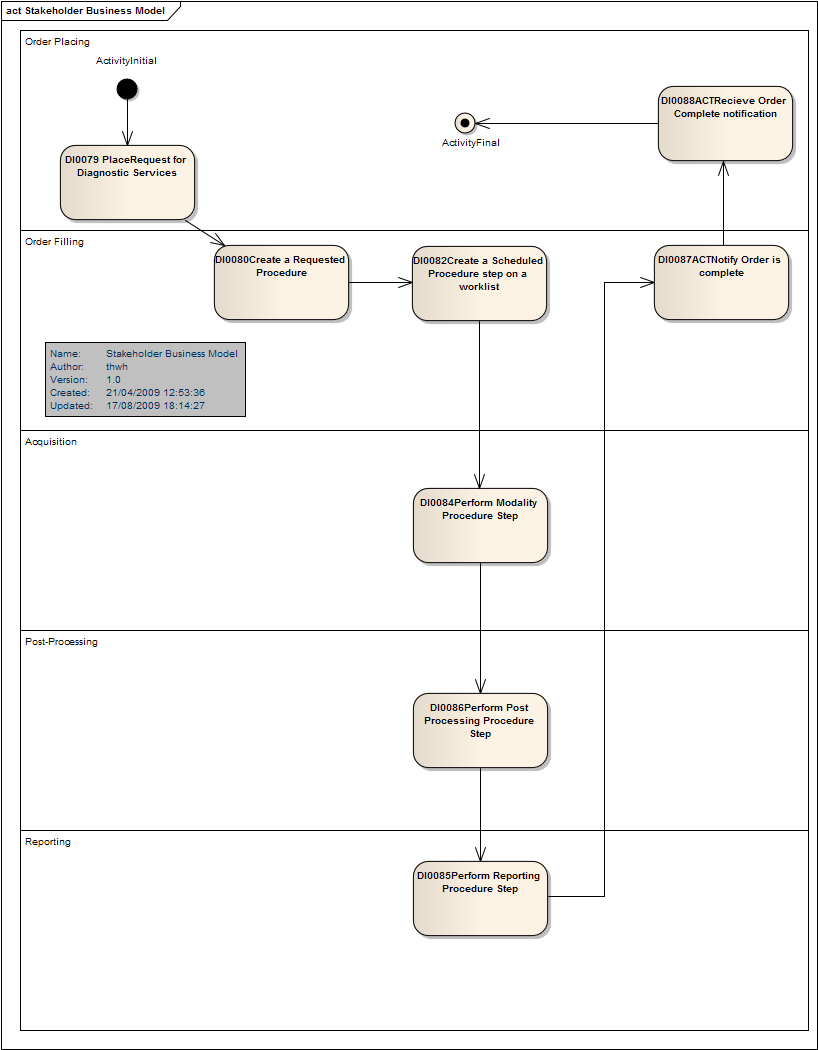 act Stakeholder Business Model
Order Placing
ActivityInitial
DI0079 PlaceRequest for
Diagnostic Services
ActivityFinal
DI0088ACTRecieve Order
Complete notification
Order Filling
DI0080Create a Requested
Procedure
DI0082Create a Scheduled
Procedure step on a
worklist
DI0087ACTNotify Order is
complete
Name: Stakeholder Business Model
Author: thwh
Version: 1.0
Created: 21/04/2009 12:53:36
Updated: 17/08/2009 18:14:27
Acquisition
DI0084Perform Modality
Procedure Step
Post-Processing
DI0086Perform Post
Processing Procedure
Step
Reporting
DI0085Perform Reporting
Procedure Step